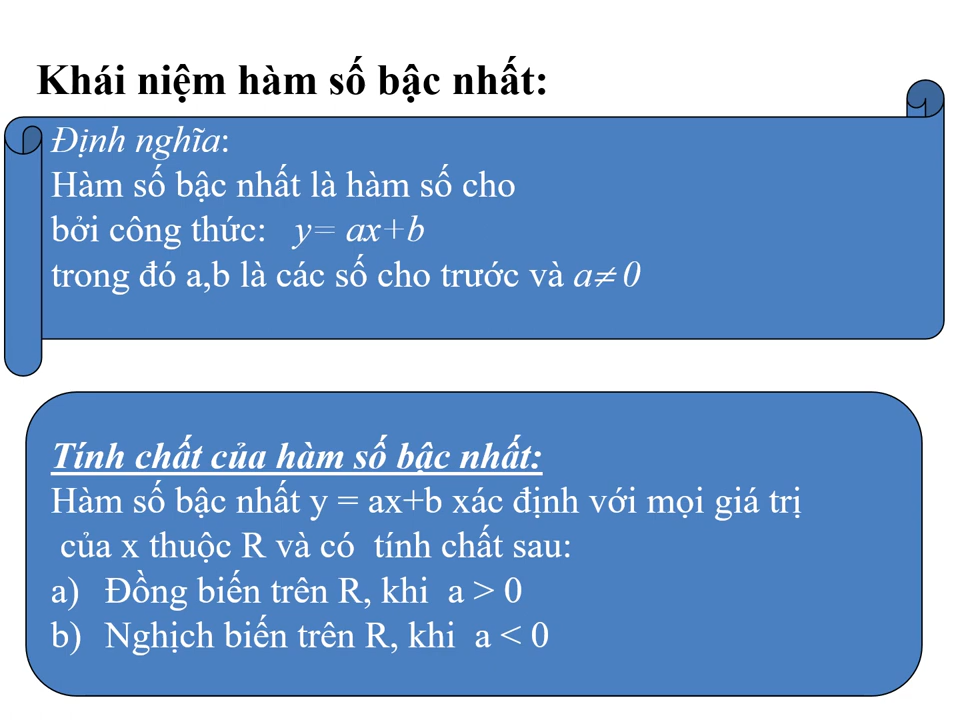 Khái niệm hàm số bậc nhất:
Định nghĩa:
Hàm số bậc nhất là hàm số cho
bởi công thức: y= ax+b
trong đó a,b là các số cho trước và a≠ 0
Tính chất của hàm số bậc nhất:
Hàm số bậc nhất y = ax+b xác định với mọi giá trị
của x thuộc R và có tính chất sau:
a) Đồng biến trên R, khi a > 0
b) Nghịch biến trên R, khi a < 0